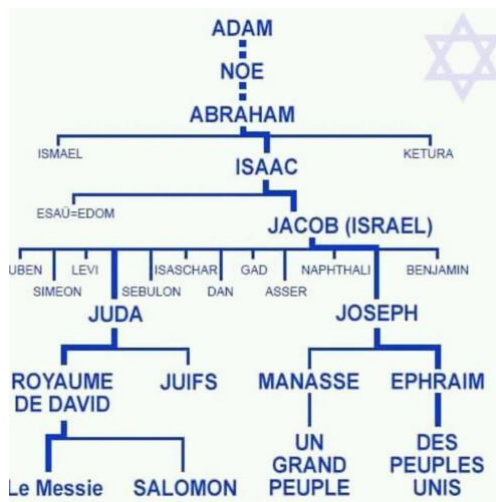 ADAM
NOE
ABRAHAM
ISMAEL
KETURA
ISAAC
ESAÜ=EDOM
JACOB (ISRAEL)
UBEN
LEVI
ISASCHAR
GAD
NAPHTHALI
BENJAMIN
SIMEON
SEBULON
DAN
ASSER
JUDA
JOSEPH
ROYAUME
DE DAVID
JUIFS
MANASSE
EPHRAIM
UN
GRAND
PEUPLE
DES
PEUPLES
UNIS
Le Messie
SALOMON